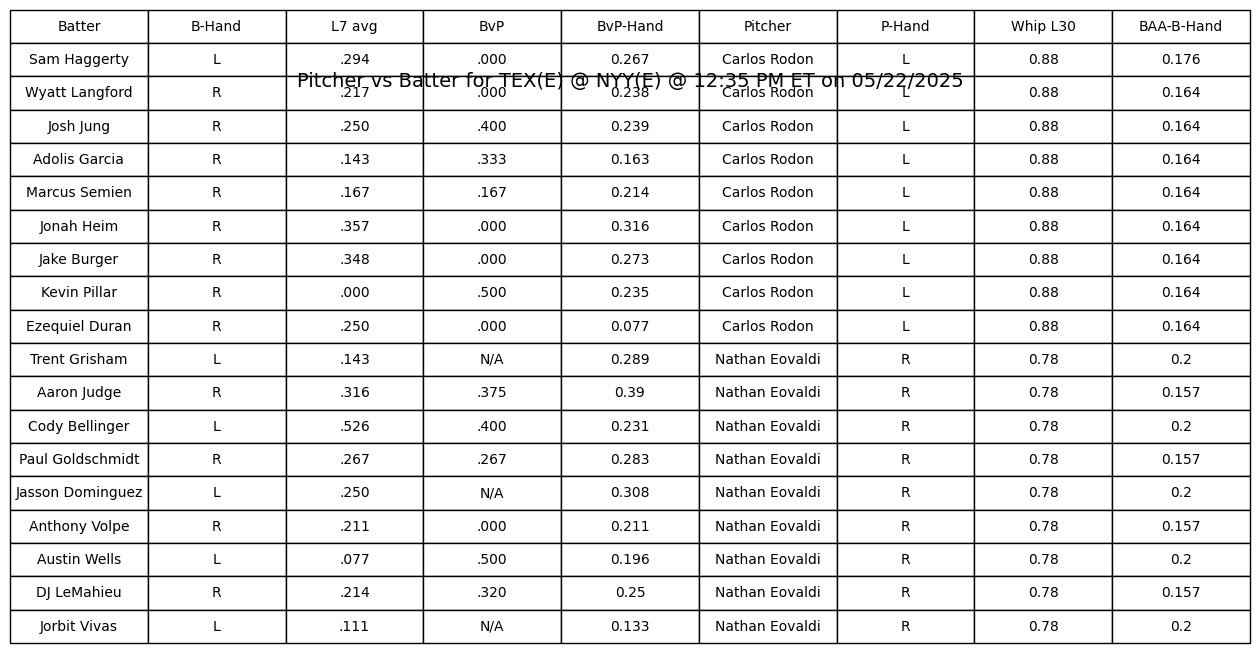 Batter B-Hand L7 avg BvP BvP-Hand Pitcher P-Hand Whip L30 BAA-B-Hand
Sam Haggerty L .294 .000 0.267 Carlos Rodon L 0.88 0.176
Pitcher vs Batter for TEX(E) @ NYY(E) @ 12:35 PM ET on 05/22/2025
Wyatt Langford R .217 .000 0.238 Carlos Rodon L 0.88 0.164
Josh Jung R .250 .400 0.239 Carlos Rodon L 0.88 0.164
Adolis Garcia R .143 .333 0.163 Carlos Rodon L 0.88 0.164
Marcus Semien R .167 .167 0.214 Carlos Rodon L 0.88 0.164
Jonah Heim R .357 .000 0.316 Carlos Rodon L 0.88 0.164
Jake Burger R .348 .000 0.273 Carlos Rodon L 0.88 0.164
Kevin Pillar R .000 .500 0.235 Carlos Rodon L 0.88 0.164
Ezequiel Duran R .250 .000 0.077 Carlos Rodon L 0.88 0.164
Trent Grisham L .143 N/A 0.289 Nathan Eovaldi R 0.78 0.2
Aaron Judge R .316 .375 0.39 Nathan Eovaldi R 0.78 0.157
Cody Bellinger L .526 .400 0.231 Nathan Eovaldi R 0.78 0.2
Paul Goldschmidt R .267 .267 0.283 Nathan Eovaldi R 0.78 0.157
Jasson Dominguez L .250 N/A 0.308 Nathan Eovaldi R 0.78 0.2
Anthony Volpe R .211 .000 0.211 Nathan Eovaldi R 0.78 0.157
Austin Wells L .077 .500 0.196 Nathan Eovaldi R 0.78 0.2
DJ LeMahieu R .214 .320 0.25 Nathan Eovaldi R 0.78 0.157
Jorbit Vivas L .111 N/A 0.133 Nathan Eovaldi R 0.78 0.2